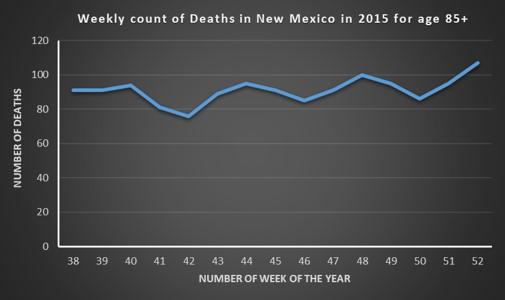 Weekly count of Deaths in New Mexico in 2015 for age 85+
120
100
80
60
40
20
0
NUMBER OF DEATHS
38 39 40 41 42 43 44 45 46 47 48 49 50 51 52
NUMBER OF WEEK OF THE YEAR